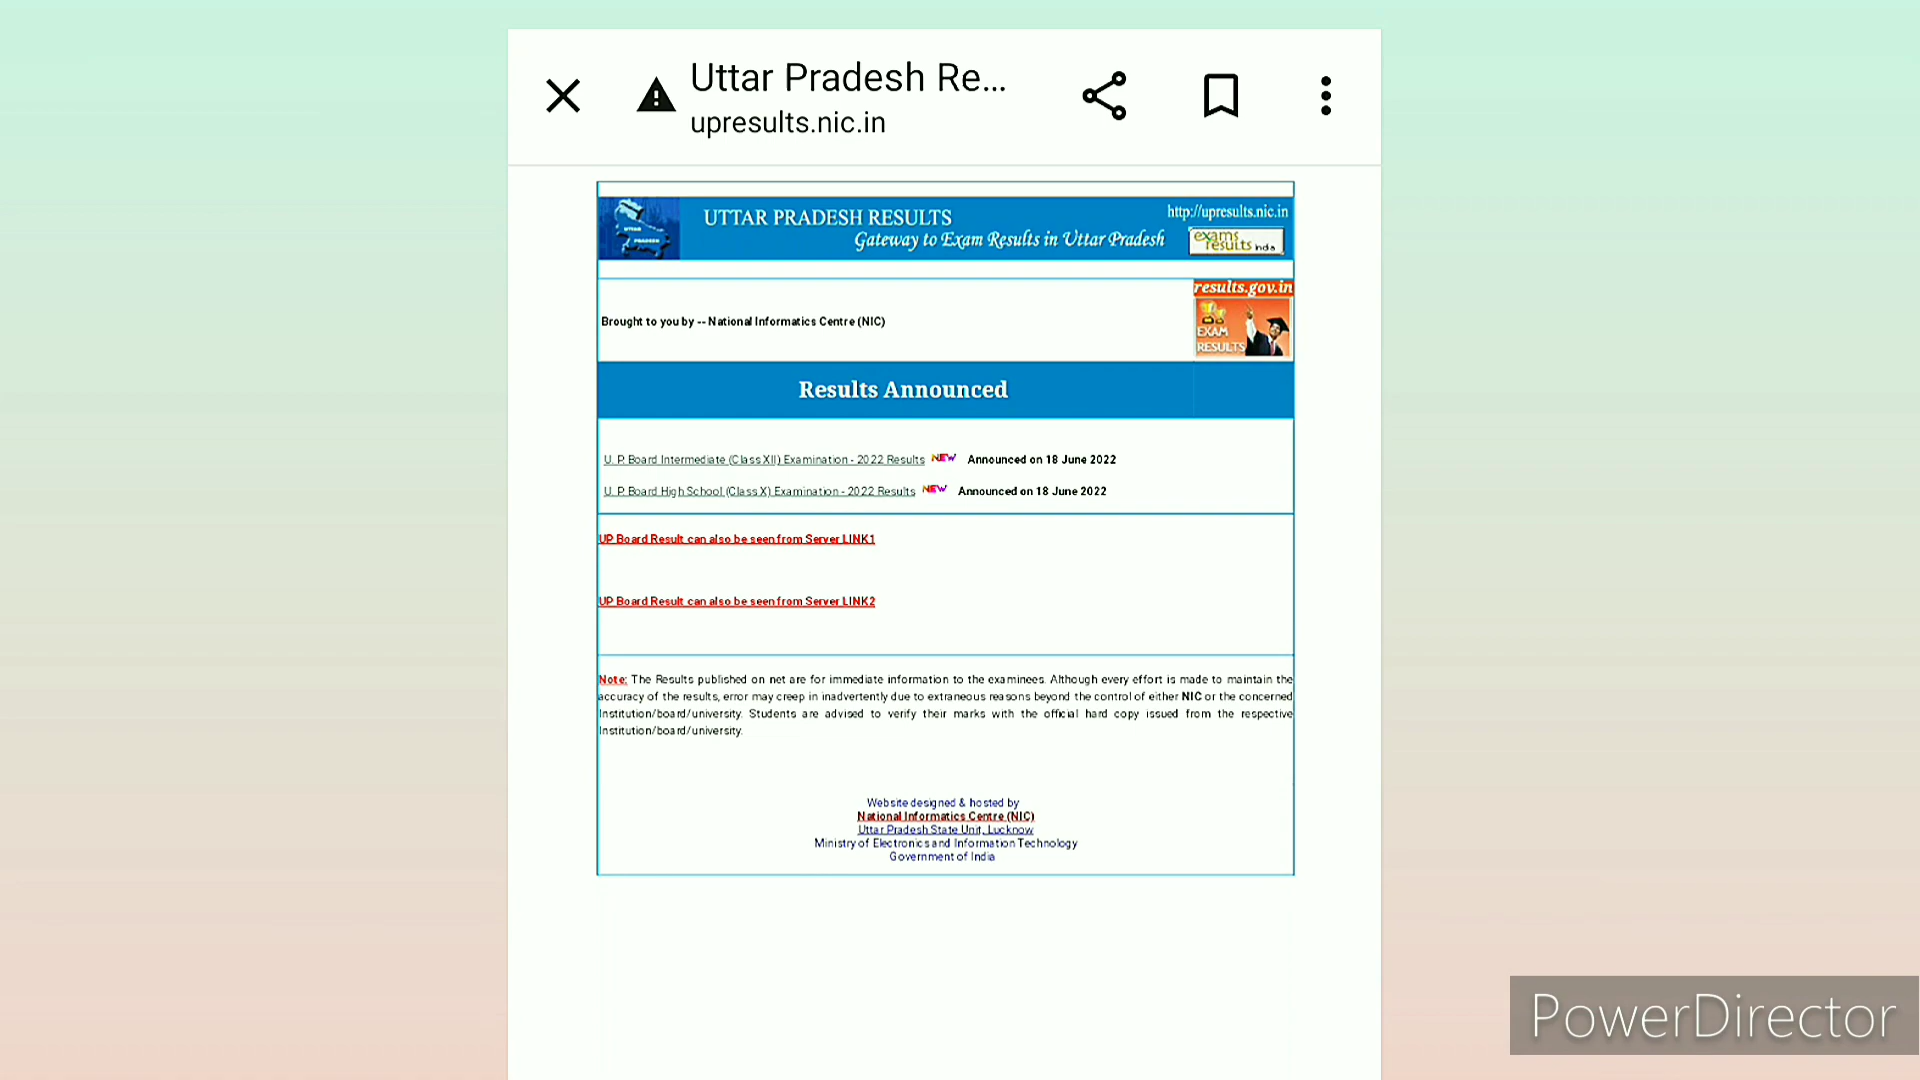 Uttar Pradesh Re...
upresults.nic.in
UTTAR PRADESH RESULTS
http://upresults.nic.in
Gateway to Exam Results in Uttar Pradesh
exams
results India
results.gov.in
EXAM
RESULTS
Brought to you by -- National Informatics Centre (NIC)
Results Announced
U. P. Board Intermediate (Class XII) Examination - 2022 Results NEW Announced on 18 June 2022
U. P. Board High School (Class X) Examination - 2022 Results NEW Announced on 18 June 2022
UP Board Result can also be seen from Server LINK1
UP Board Result can also be seen from Server LINK2
Note: The Results published on net are for immediate information to the examinees. Although every effort is made to maintain the
accuracy of the results, error may creep in inadvertently due to extraneous reasons beyond the control of either NIC or the concerned
Institution/board/university. Students are advised to verify their marks with the official hard copy issued from the respective
Institution/board/university.
Website designed & hosted by
National Informatics Centre (NIC)
Uttar Pradesh State Unit, Lucknow
Ministry of Electronics and Information Technology
Government of India
PowerDirector